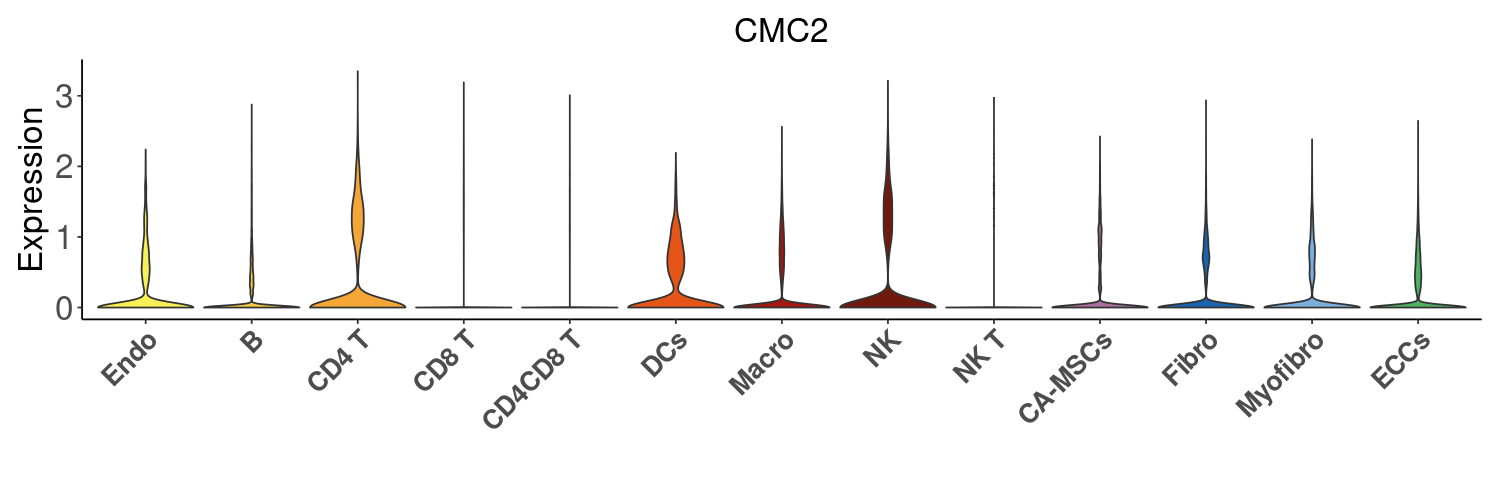 CMC2
Expression
3
2
1
0
Endo
B
CD4 T
CD8 T
CD4CD8 T
DCs
Macro
NK
NK T
CA-MSCs
Fibro
Myofibro
ECCs